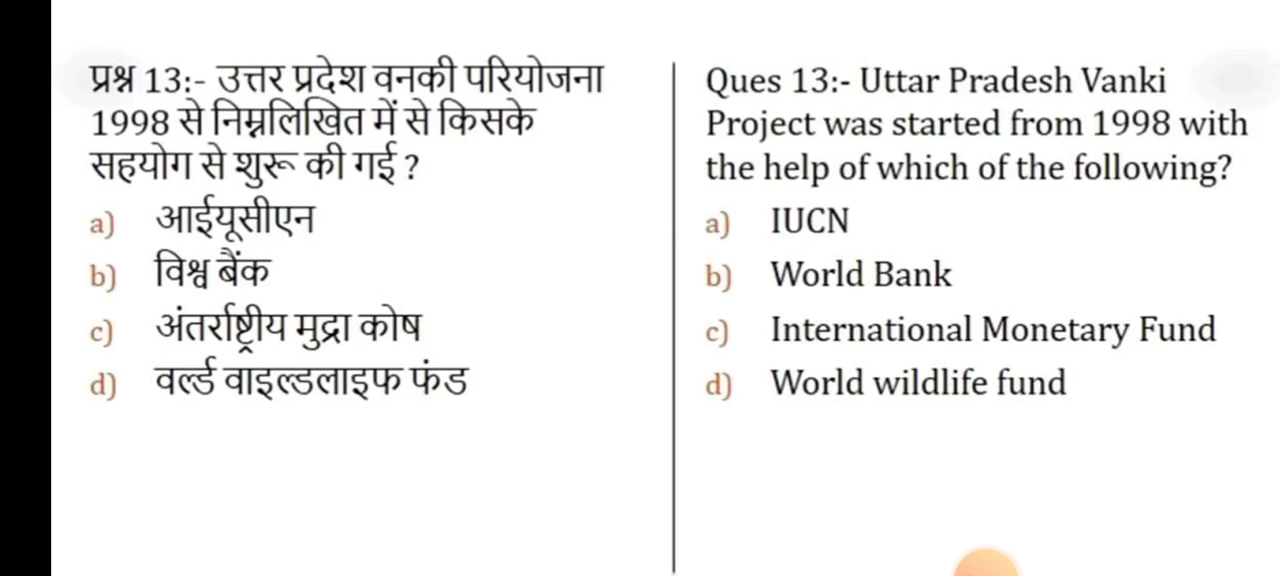 प्रश्न 13:- उत्तर प्रदेश वनकी परियोजना
1998 से निम्नलिखित में से किसके
सहयोग से शुरू की गई ?
a) आईयूसीएन
b) विश्व बैंक
c) अंतर्राष्ट्रीय मुद्रा कोष
d) वर्ल्ड वाइल्डलाइफ फंड
Ques 13:- Uttar Pradesh Vanki
Project was started from 1998 with
the help of which of the following?
a) IUCN
b) World Bank
c) International Monetary Fund
d) World wildlife fund